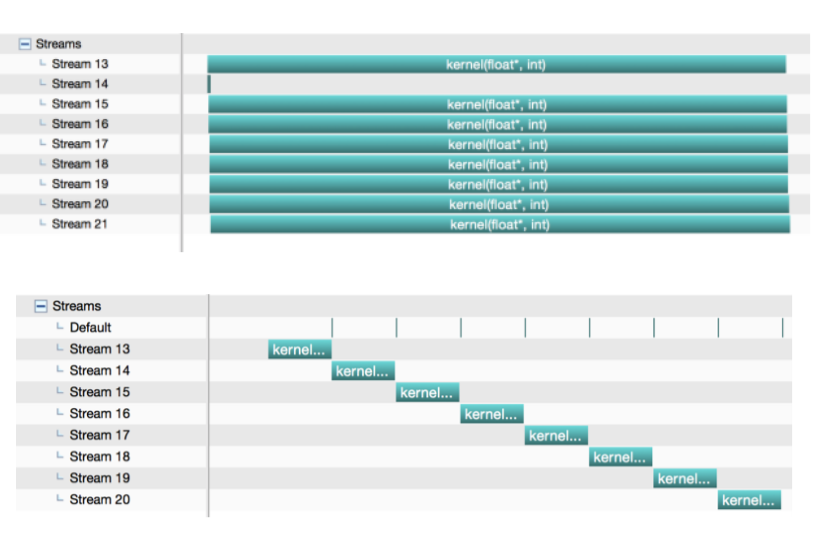 Streams
Stream 13 kernel(float*, int)
Stream 14
Stream 15 kernel(float*, int)
Stream 16 kernel(float*, int)
Stream 17 kernel(float*, int)
Stream 18 kernel(float*, int)
Stream 19 kernel(float*, int)
Stream 20 kernel(float*, int)
Stream 21 kernel(float*, int)
Streams
Default
Stream 13 kernel...
Stream 14 kernel...
Stream 15 kernel...
Stream 16 kernel...
Stream 17 kernel...
Stream 18 kernel...
Stream 19 kernel...
Stream 20 kernel...